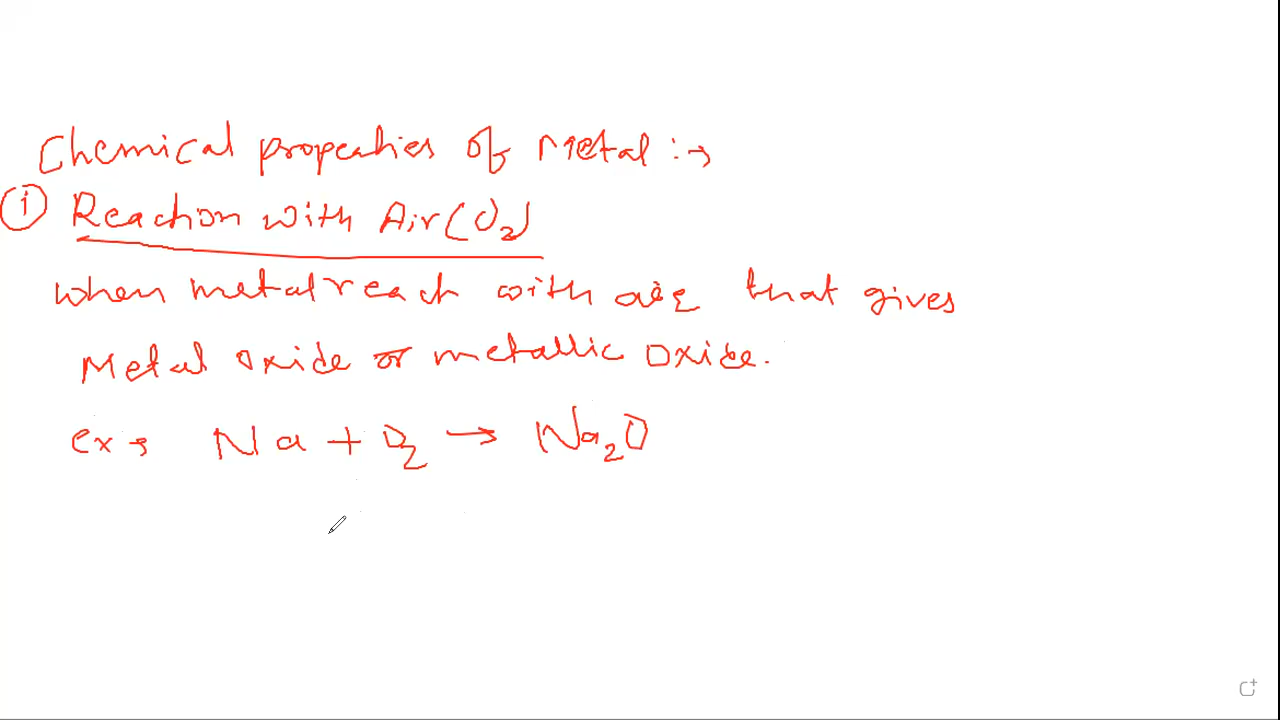 Chemical properties of Metal :→
① Reaction with Air (O₂)
when metal reach with air that gives
Metal oxide or metallic oxide.
ex → Na + O₂ → Na₂O